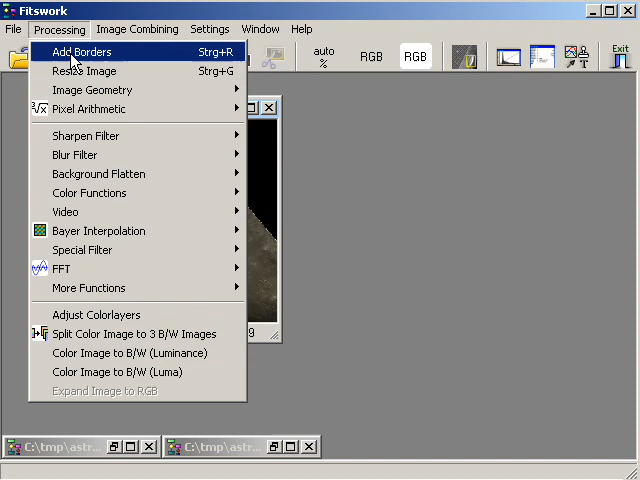 Fitswork
File Processing Image Combining Settings Window Help
auto % RGB RGB Exit
Add Borders Strg+R
Resize Image Strg+G
Image Geometry
Pixel Arithmetic
Sharpen Filter
Blur Filter
Background Flatten
Color Functions
Video
Bayer Interpolation
Special Filter
FFT
More Functions
9
Adjust Colorlayers
Split Color Image to 3 B/W Images
Color Image to B/W (Luminance)
Color Image to B/W (Luma)
Expand Image to RGB
C:\tmp\astr C:\tmp\astr